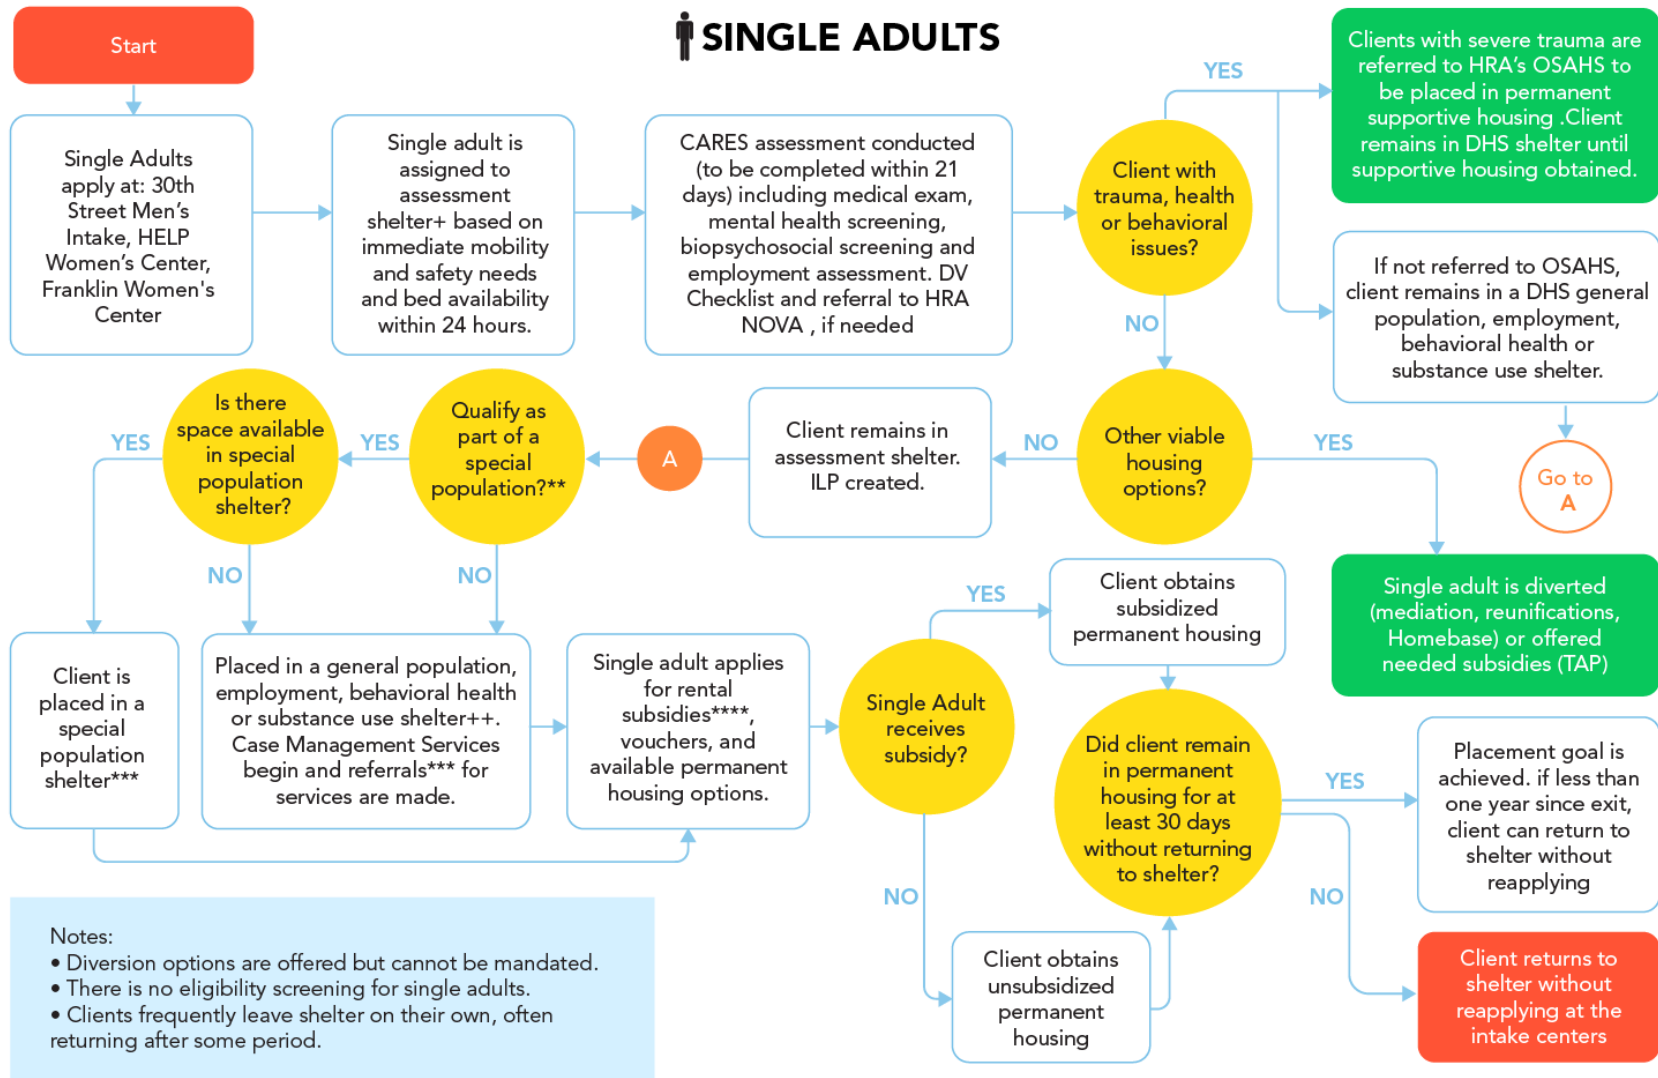 SINGLE ADULTS
Start
Single Adults
apply at: 30th
Street Men’s
Intake, HELP
Women’s Center,
Franklin Women's
Center
Single adult is
assigned to
assessment
shelter+ based on
immediate mobility
and safety needs
and bed availability
within 24 hours.
CARES assessment conducted
(to be completed within 21
days) including medical exam,
mental health screening,
biopsychosocial screening and
employment assessment. DV
Checklist and referral to HRA
NOVA , if needed
Client with
trauma, health
or behavioral
issues?
YES
Clients with severe trauma are
referred to HRA’s OSAHS to
be placed in permanent
supportive housing .Client
remains in DHS shelter until
supportive housing obtained.
If not referred to OSAHS,
client remains in a DHS general
population, employment,
behavioral health or
substance use shelter.
Go to
A
NO
Other viable
housing
options?
YES
Single adult is diverted
(mediation, reunifications,
Homebase) or offered
needed subsidies (TAP)
NO
Client remains in
assessment shelter.
ILP created.
A
Qualify as
part of a
special
population?**
YES
NO
Is there
space available
in special
population
shelter?
YES
NO
Client is
placed in a
special
population
shelter***
Placed in a general population,
employment, behavioral health
or substance use shelter++.
Case Management Services
begin and referrals*** for
services are made.
Single adult applies
for rental
subsidies****,
vouchers, and
available permanent
housing options.
Single Adult
receives
subsidy?
YES
Client obtains
subsidized
permanent housing
NO
Client obtains
unsubsidized
permanent
housing
Did client remain
in permanent
housing for at
least 30 days
without returning
to shelter?
YES
Placement goal is
achieved. if less than
one year since exit,
client can return to
shelter without
reapplying
NO
Client returns to
shelter without
reapplying at the
intake centers
Notes:
• Diversion options are offered but cannot be mandated.
• There is no eligibility screening for single adults.
• Clients frequently leave shelter on their own, often
returning after some period.